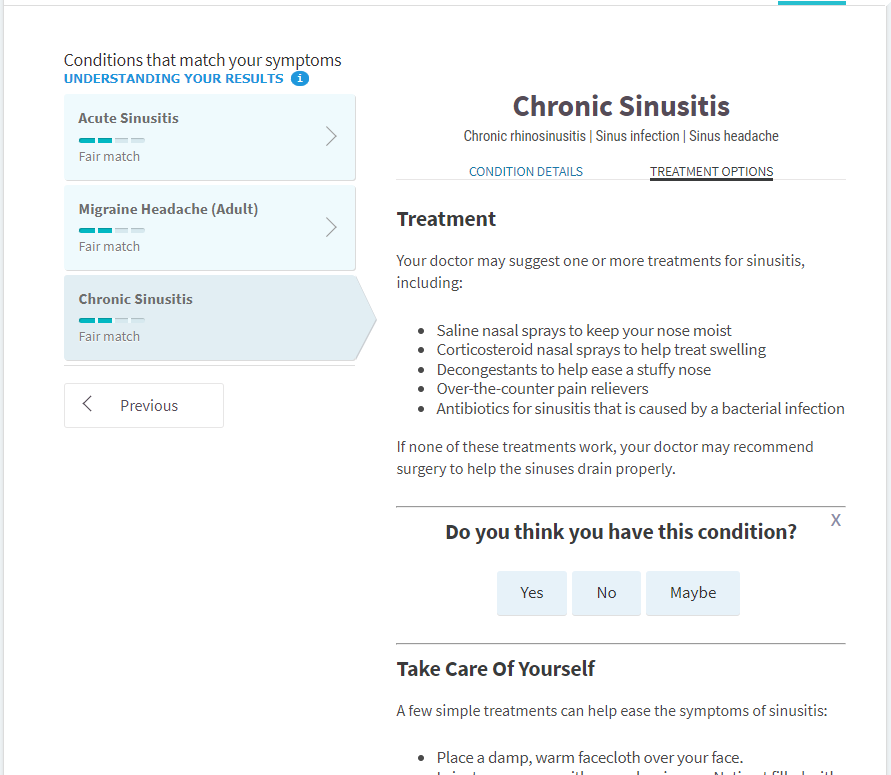 Conditions that match your symptoms
UNDERSTANDING YOUR RESULTS i
Acute Sinusitis
Fair match
Migraine Headache (Adult)
Fair match
Chronic Sinusitis
Fair match
Previous
Chronic Sinusitis
Chronic rhinosinusitis | Sinus infection | Sinus headache
CONDITION DETAILS TREATMENT OPTIONS
Treatment
Your doctor may suggest one or more treatments for sinusitis,
including:
• Saline nasal sprays to keep your nose moist
• Corticosteroid nasal sprays to help treat swelling
• Decongestants to help ease a stuffy nose
• Over-the-counter pain relievers
• Antibiotics for sinusitis that is caused by a bacterial infection
If none of these treatments work, your doctor may recommend
surgery to help the sinuses drain properly.
X
Do you think you have this condition?
Yes No Maybe
Take Care Of Yourself
A few simple treatments can help ease the symptoms of sinusitis:
• Place a damp, warm facecloth over your face.